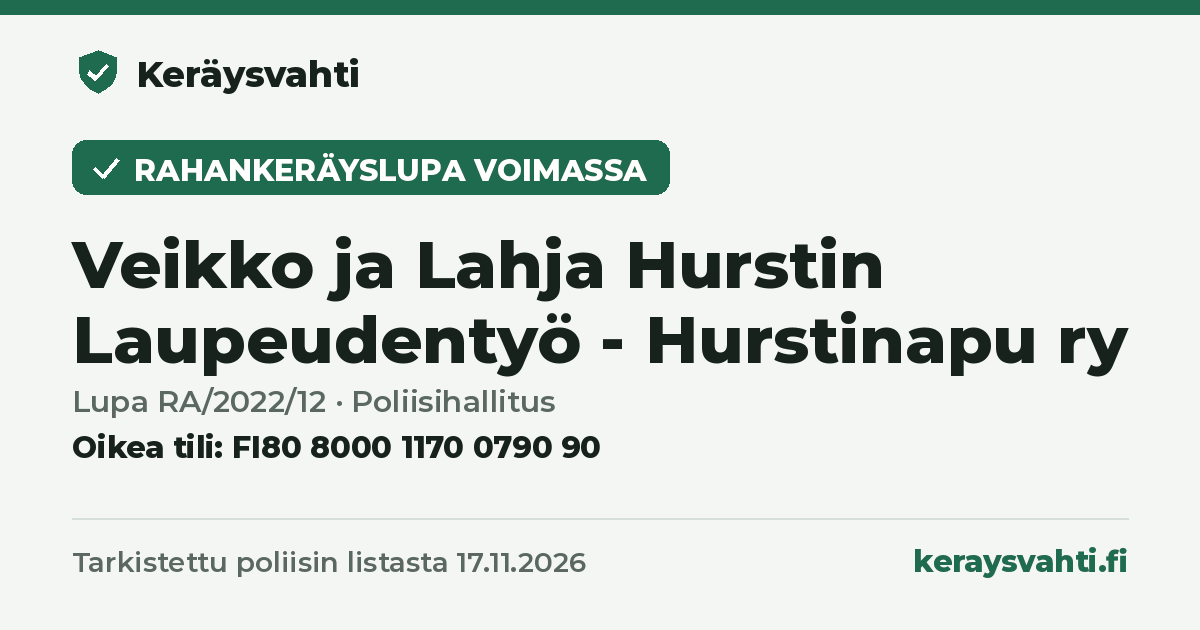 Keräysvahti
RAHANKERÄYSLUPA VOIMASSA
Veikko ja Lahja Hurstin
Laupeudentyö - Hurstinapu ry
Lupa RA/2022/12 · Poliisihallitus
Oikea tili: FI80 8000 1170 0790 90
Tarkistettu poliisin listasta 17.11.2026
keraysvahti.fi